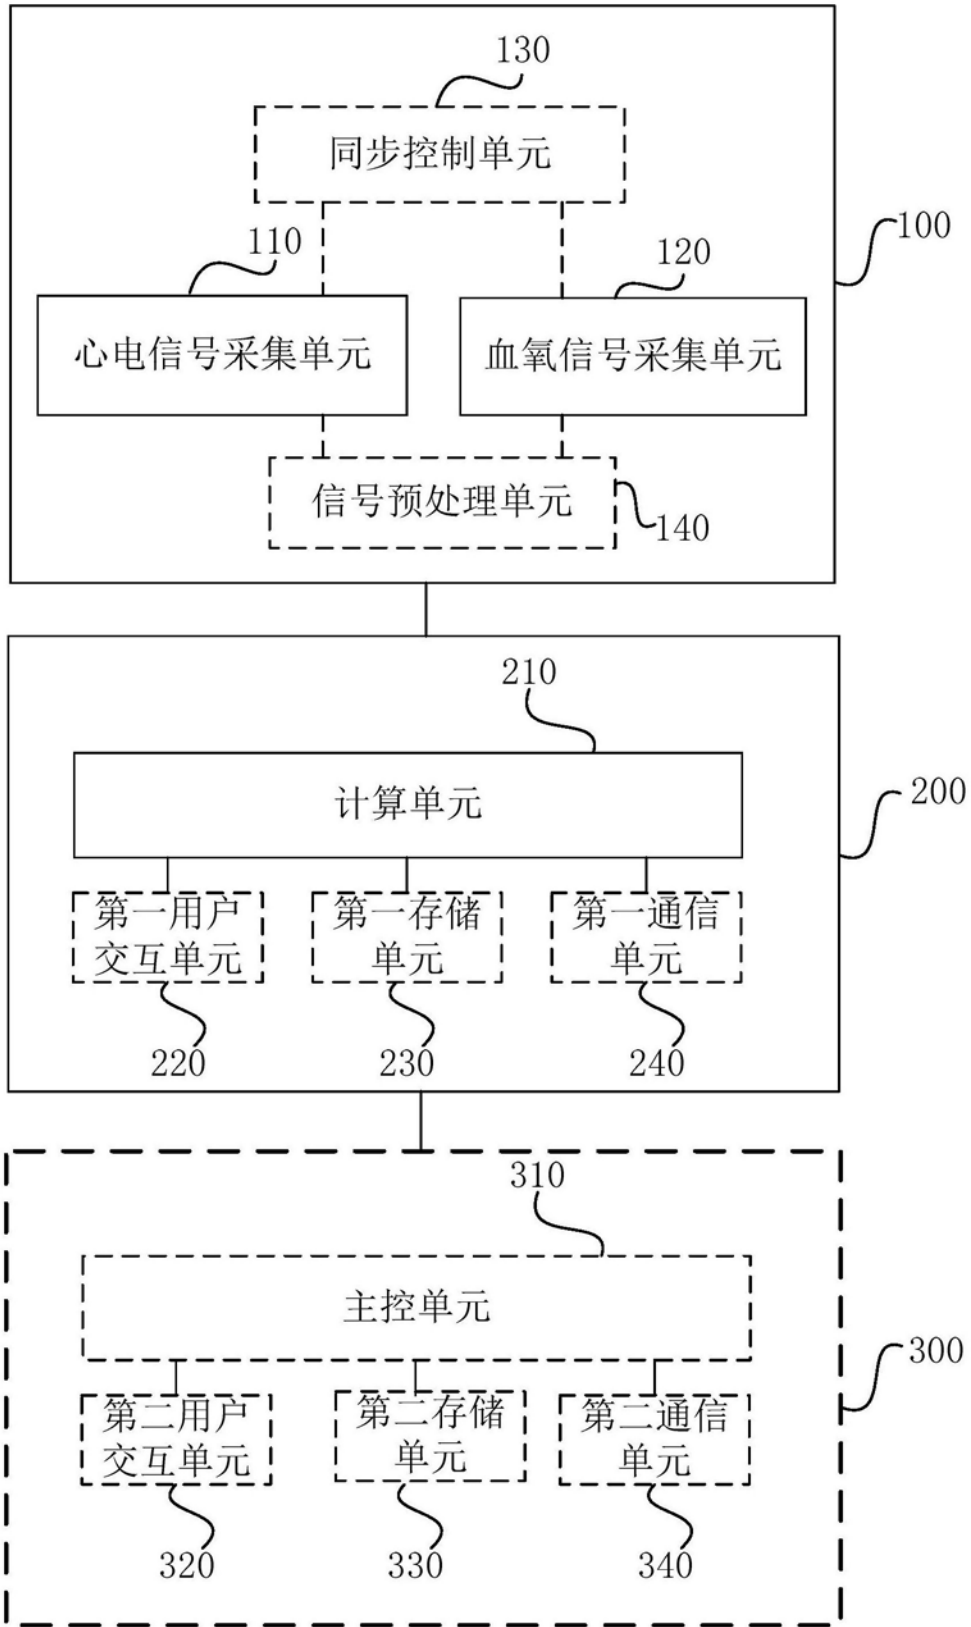 130
同步控制单元
100
110
120
心电信号采集单元
血氧信号采集单元
信号预处理单元
140
210
计算单元
200
第一用户
交互单元
第一存储
单元
第一通信
单元
220
230
240
310
主控单元
300
第二用户
交互单元
第二存储
单元
第二通信
单元
320
330
340